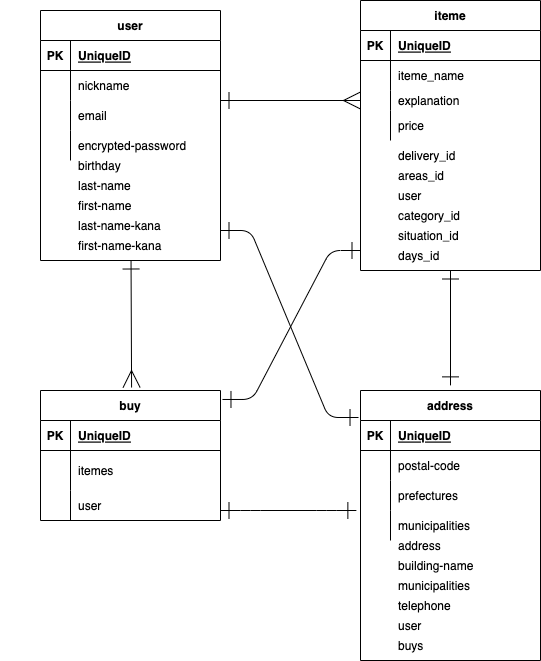 user
PK UniqueID
nickname
email
encrypted-password
birthday
last-name
first-name
last-name-kana
first-name-kana
iteme
PK UniqueID
iteme_name
explanation
price
delivery_id
areas_id
user
category_id
situation_id
days_id
buy
PK UniqueID
itemes
user
address
PK UniqueID
postal-code
prefectures
municipalities
address
building-name
municipalities
telephone
user
buys